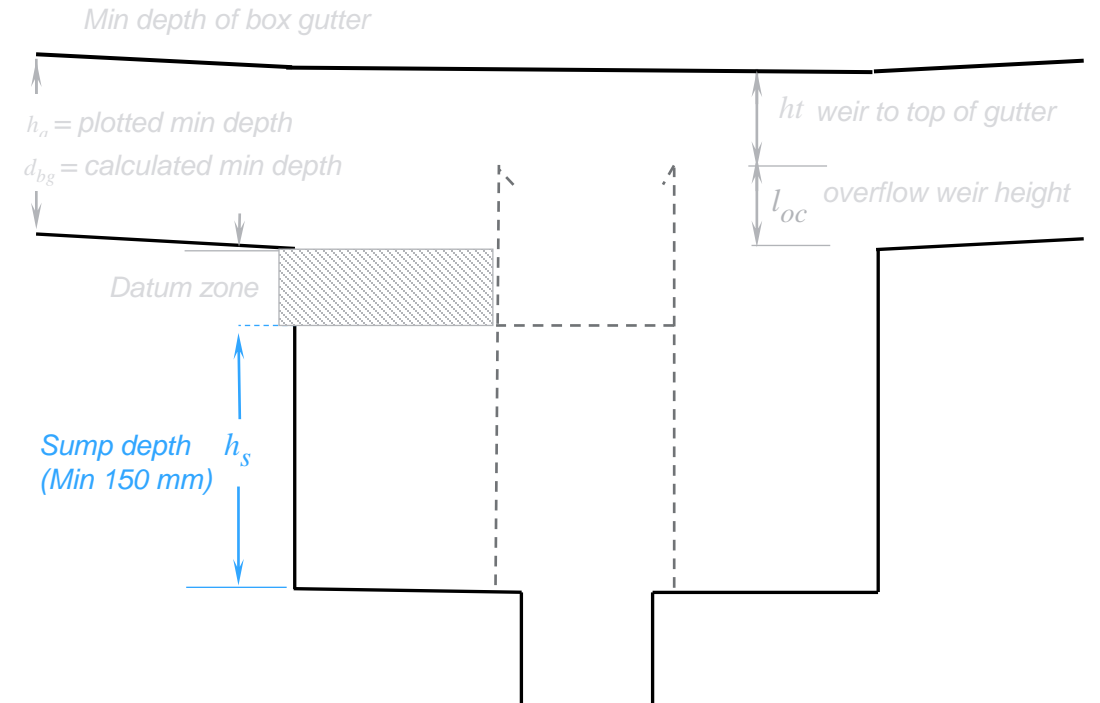 Min depth of box gutter
hₐ = plotted min depth
d_bg = calculated min depth
ht weir to top of gutter
l_oc overflow weir height
Datum zone
Sump depth h_s
(Min 150 mm)